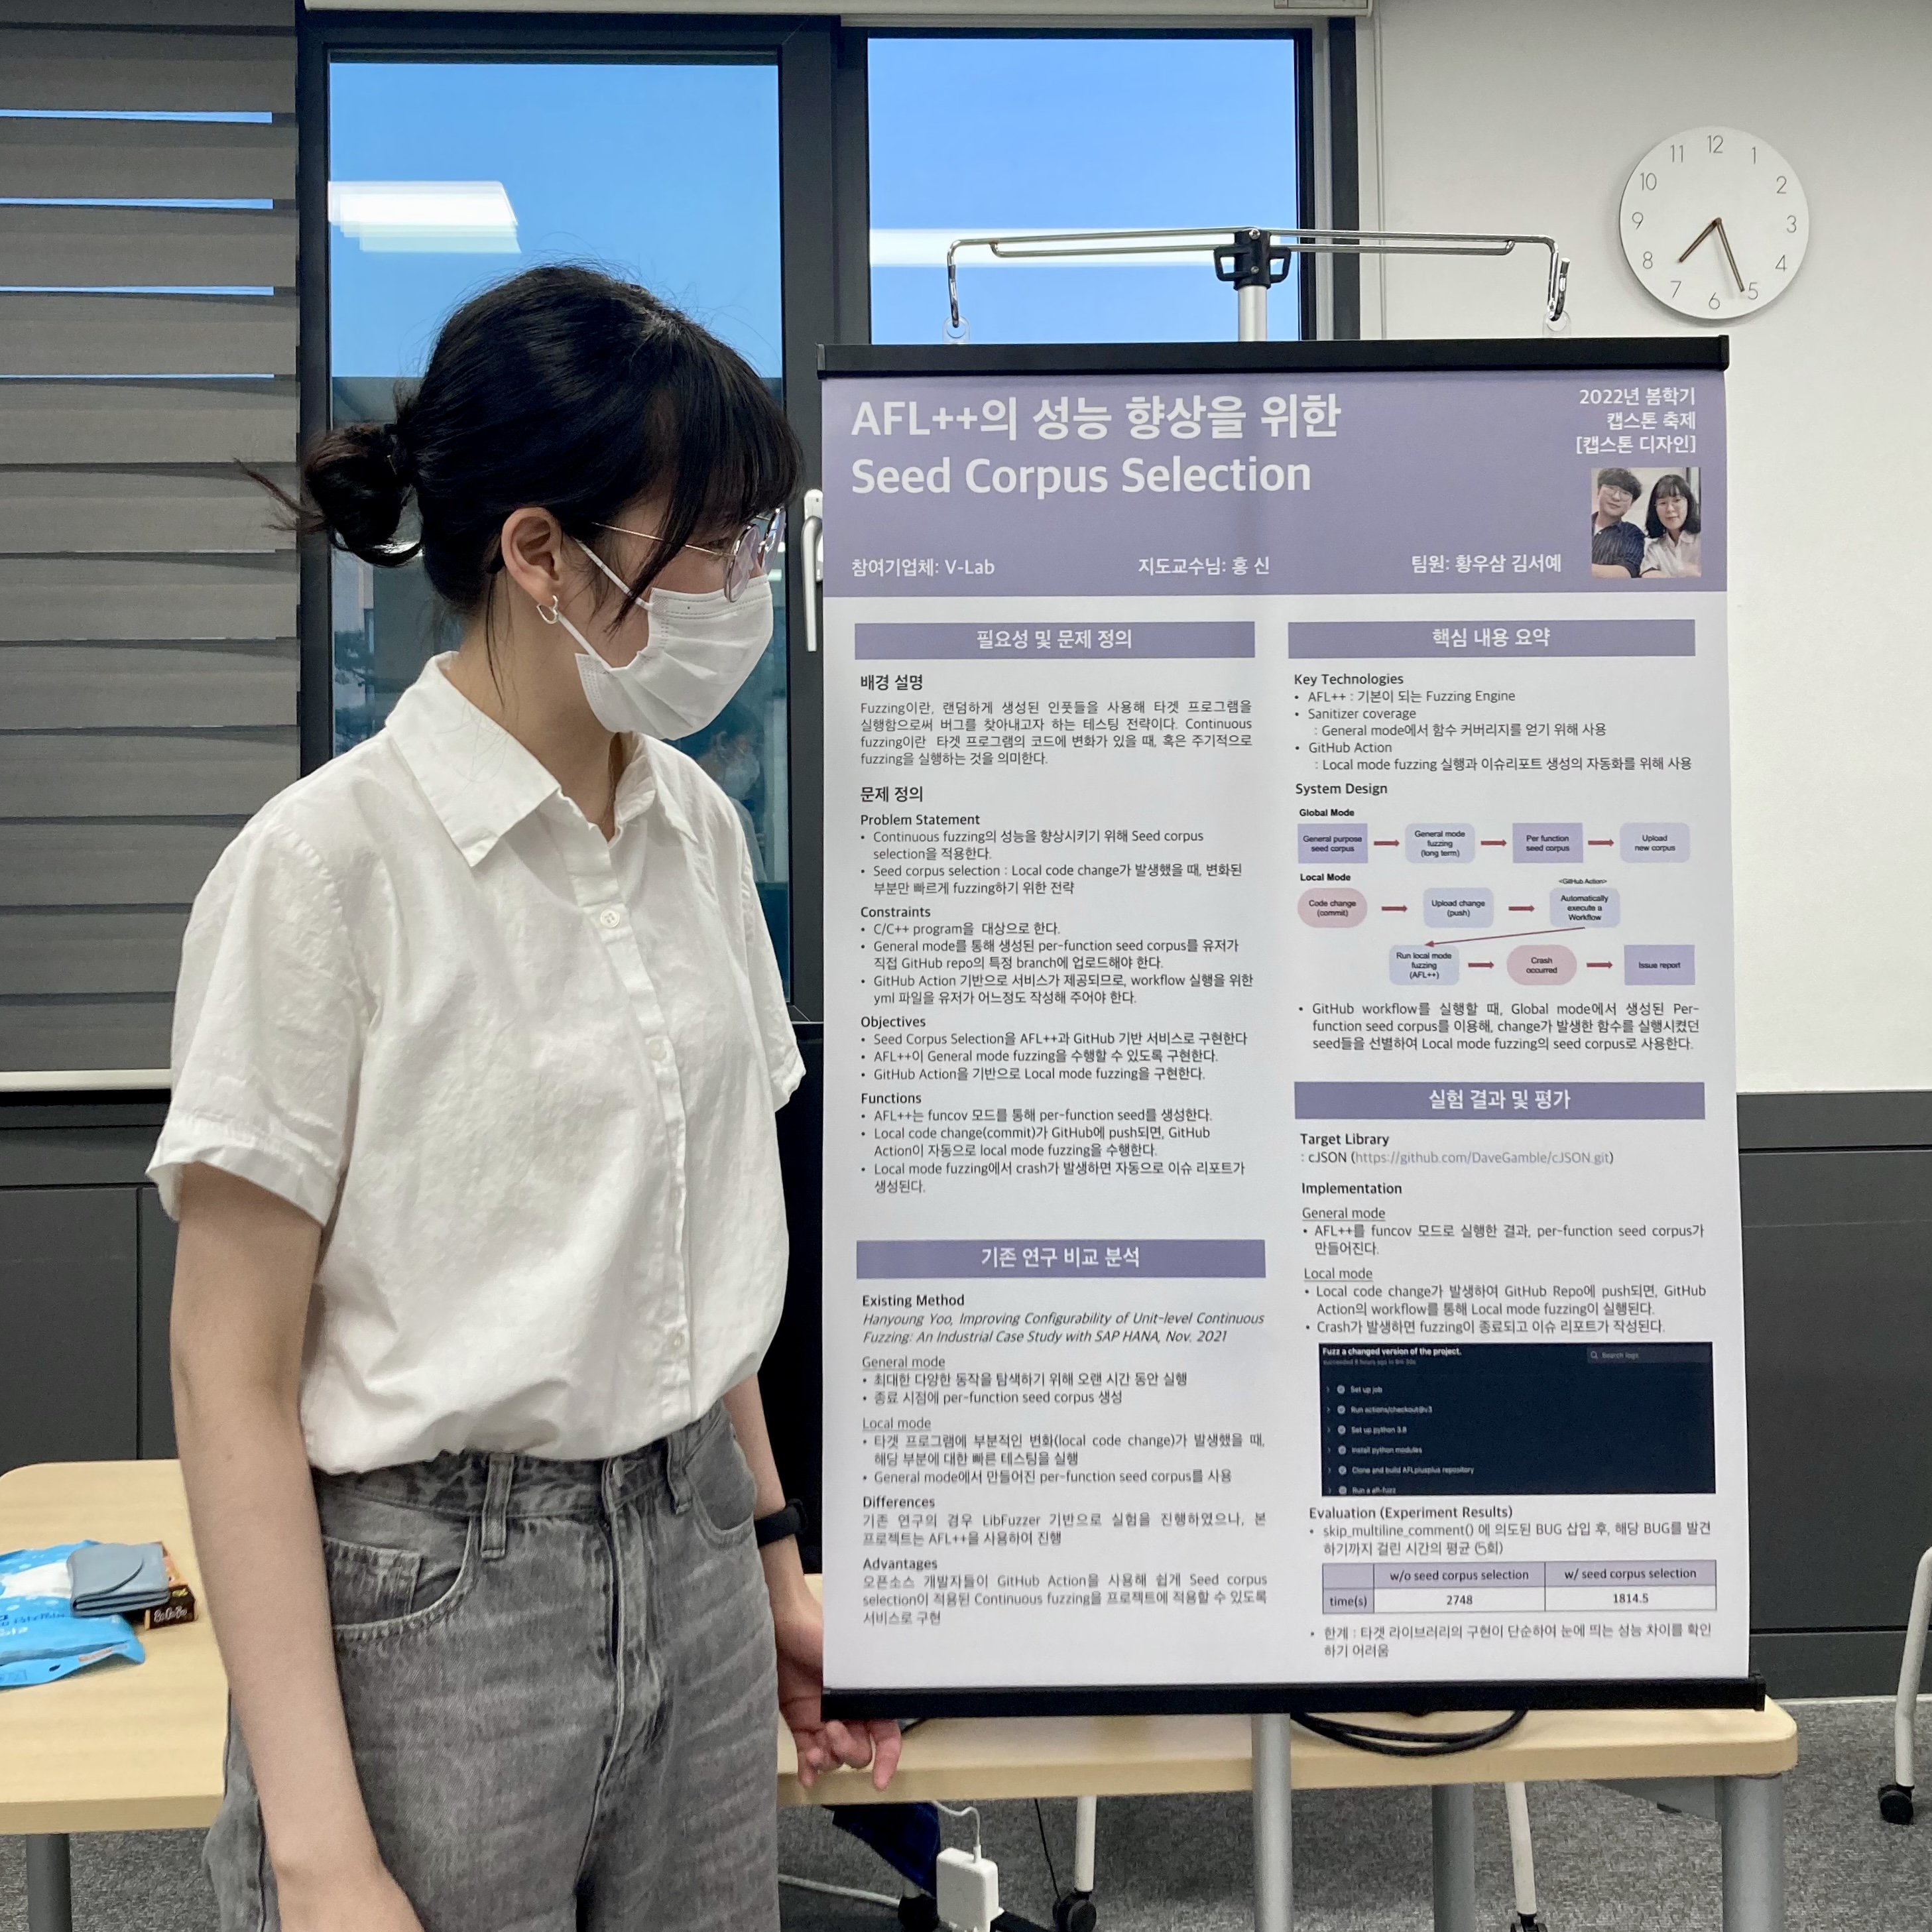 AFL++의 성능 향상을 위한
Seed Corpus Selection
2022년 봄학기
캡스톤 축제
[캡스톤 디자인]
참여기업체: V-Lab
지도교수님: 홍 신
팀원: 황우삼 김서예
필요성 및 문제 정의
배경 설명
Fuzzing이란, 랜덤하게 생성된 인풋들을 사용해 타겟 프로그램을
실행함으로써 버그를 찾아내고자 하는 테스팅 전략이다. Continuous
fuzzing이란 타겟 프로그램의 코드에 변화가 있을 때, 혹은 주기적으로
fuzzing을 실행하는 것을 의미한다.
문제 정의
Problem Statement
• Continuous fuzzing의 성능을 향상시키기 위해 Seed corpus
selection을 적용한다.
• Seed corpus selection : Local code change가 발생했을 때, 변화된
부분만 빠르게 fuzzing하기 위한 전략
Constraints
• C/C++ program을 대상으로 한다.
• General mode를 통해 생성된 per-function seed corpus를 유저가
직접 GitHub repo의 특정 branch에 업로드해야 한다.
• GitHub Action 기반으로 서비스가 제공되므로, workflow 실행을 위한
yml 파일을 유저가 어느정도 작성해 주어야 한다.
Objectives
• Seed Corpus Selection을 AFL++과 GitHub 기반 서비스로 구현한다
• AFL++이 General mode fuzzing을 수행할 수 있도록 구현한다.
• GitHub Action을 기반으로 Local mode fuzzing을 구현한다.
Functions
• AFL++는 funcov 모드를 통해 per-function seed를 생성한다.
• Local code change(commit)가 GitHub에 push되면, GitHub
Action이 자동으로 local mode fuzzing을 수행한다.
• Local mode fuzzing에서 crash가 발생하면 자동으로 이슈 리포트가
생성된다.
기존 연구 비교 분석
Existing Method
Hanyoung Yoo, Improving Configurability of Unit-level Continuous
Fuzzing: An Industrial Case Study with SAP HANA, Nov. 2021
General mode
• 최대한 다양한 동작을 탐색하기 위해 오랜 시간 동안 실행
• 종료 시점에 per-function seed corpus 생성
Local mode
• 타겟 프로그램에 부분적인 변화(local code change)가 발생했을 때,
해당 부분에 대한 빠른 테스팅을 실행
• General mode에서 만들어진 per-function seed corpus를 사용
Differences
기존 연구의 경우 LibFuzzer 기반으로 실험을 진행하였으나, 본
프로젝트는 AFL++을 사용하여 진행
Advantages
오픈소스 개발자들이 GitHub Action을 사용해 쉽게 Seed corpus
selection이 적용된 Continuous fuzzing을 프로젝트에 적용할 수 있도록
서비스로 구현
핵심 내용 요약
Key Technologies
• AFL++ : 기본이 되는 Fuzzing Engine
• Sanitizer coverage
: General mode에서 함수 커버리지를 얻기 위해 사용
• GitHub Action
: Local mode fuzzing 실행과 이슈리포트 생성의 자동화를 위해 사용
System Design
Global Mode
General purpose
seed corpus
General mode
fuzzing
(long term)
Per function
seed corpus
Upload
new corpus
Local Mode
Code change
(commit)
Upload change
(push)
<GitHub Action>
Automatically
execute a
Workflow
Run local mode
fuzzing
(AFL++)
Crash
occurred
Issue report
• GitHub workflow를 실행할 때, Global mode에서 생성된 Per-
function seed corpus를 이용해, change가 발생한 함수를 실행시켰던
seed들을 선별하여 Local mode fuzzing의 seed corpus로 사용한다.
실험 결과 및 평가
Target Library
: cJSON (https://github.com/DaveGamble/cJSON.git)
Implementation
General mode
• AFL++를 funcov 모드로 실행한 결과, per-function seed corpus가
만들어진다.
Local mode
• Local code change가 발생하여 GitHub Repo에 push되면, GitHub
Action의 workflow를 통해 Local mode fuzzing이 실행된다.
• Crash가 발생하면 fuzzing이 종료되고 이슈 리포트가 작성된다.
Fuzz a changed version of the project.
Search logs
Set up job
Run actions/checkout@v3
Set up python 3.8
Install python modules
Clone and build AFLplusplus repository
Run a afl-fuzz
Evaluation (Experiment Results)
• skip_multiline_comment() 에 의도된 BUG 삽입 후, 해당 BUG를 발견
하기까지 걸린 시간의 평균 (5회)
w/o seed corpus selection w/ seed corpus selection
time(s) 2748 1814.5
• 한계 : 타겟 라이브러리의 구현이 단순하여 눈에 띄는 성능 차이를 확인
하기 어려움
12
1
2
3
4
5
6
7
8
9
10
11